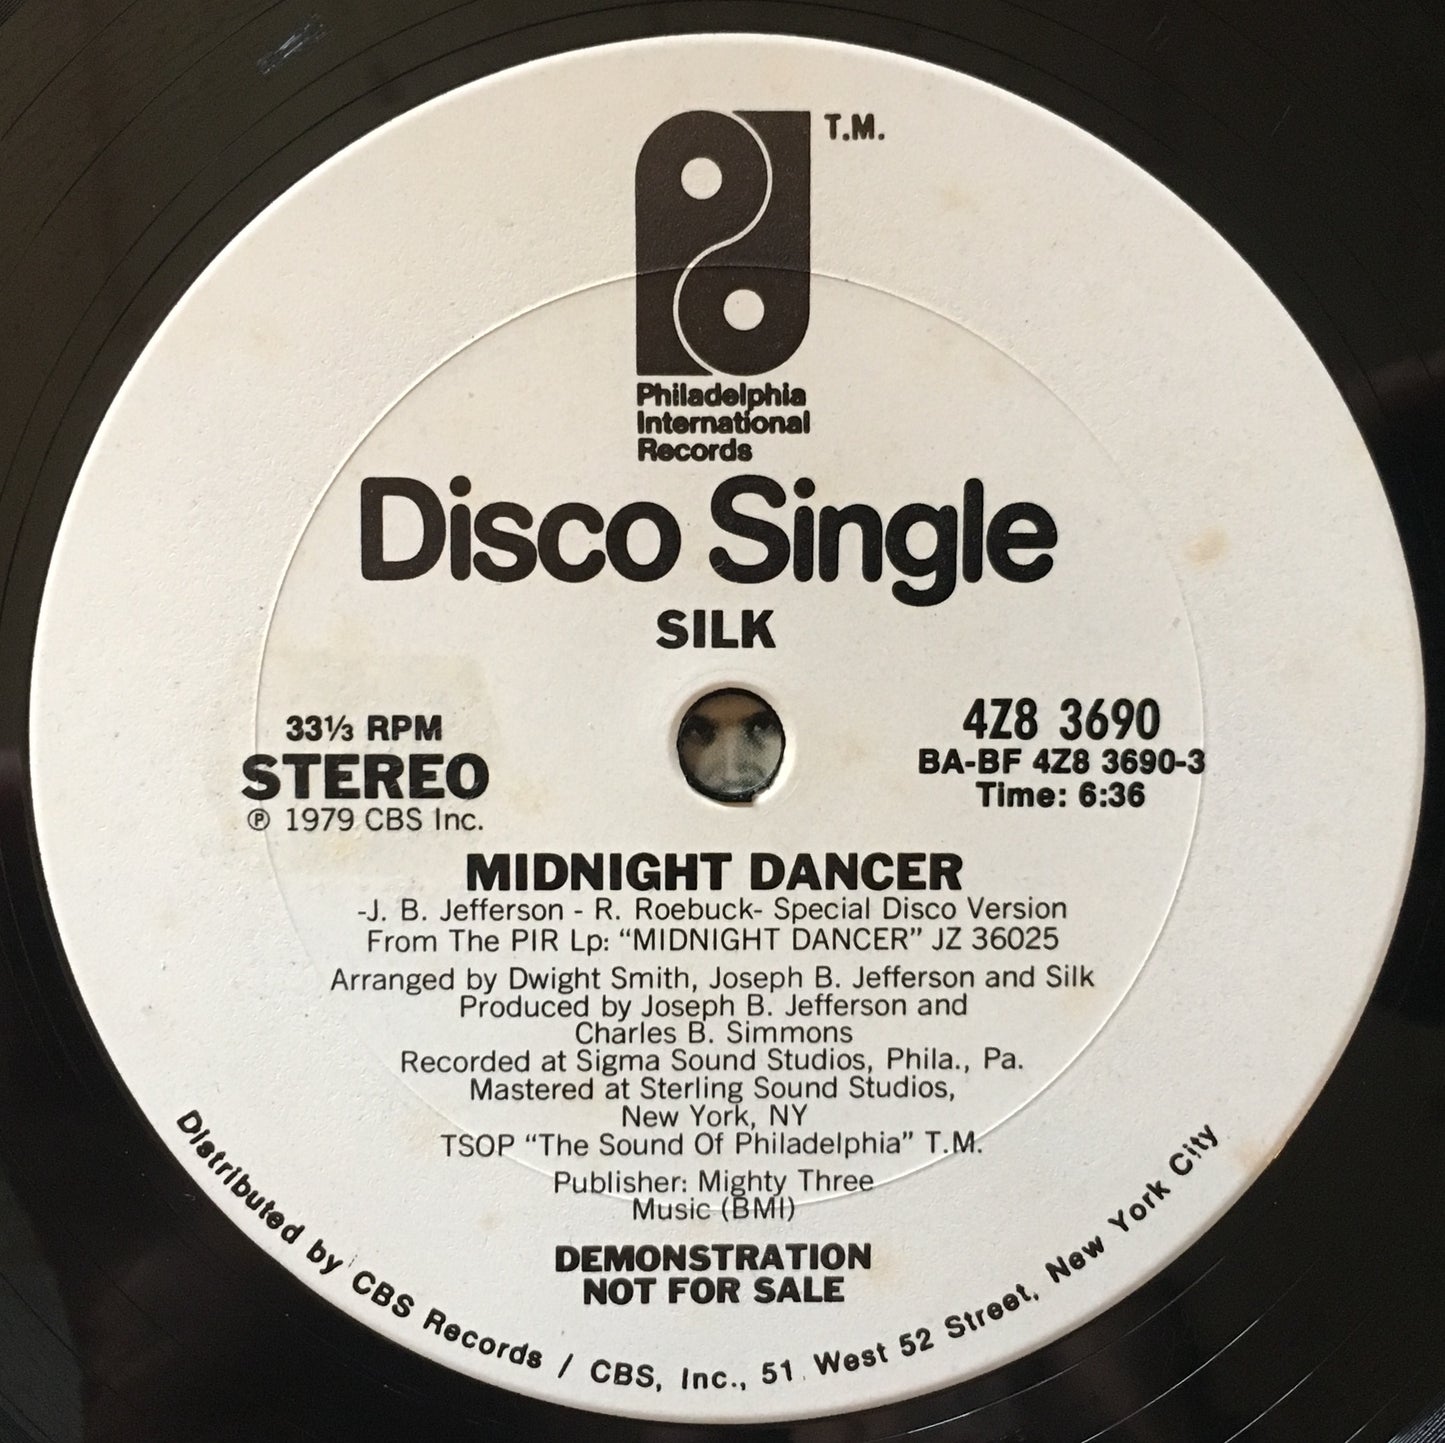 T.M.
Philadelphia
International
Records
Disco Single
SILK
33⅓ RPM
STEREO
℗ 1979 CBS Inc.
4Z8 3690
BA-BF 4Z8 3690-3
Time: 6:36
MIDNIGHT DANCER
-J. B. Jefferson - R. Roebuck- Special Disco Version
From The PIR Lp: “MIDNIGHT DANCER” JZ 36025
Arranged by Dwight Smith, Joseph B. Jefferson and Silk
Produced by Joseph B. Jefferson and
Charles B. Simmons
Recorded at Sigma Sound Studios, Phila., Pa.
Mastered at Sterling Sound Studios,
New York, NY
TSOP “The Sound Of Philadelphia” T.M.
Publisher: Mighty Three
Music (BMI)
DEMONSTRATION
NOT FOR SALE
Distributed by CBS Records / CBS, Inc., 51 West 52 Street, New York City